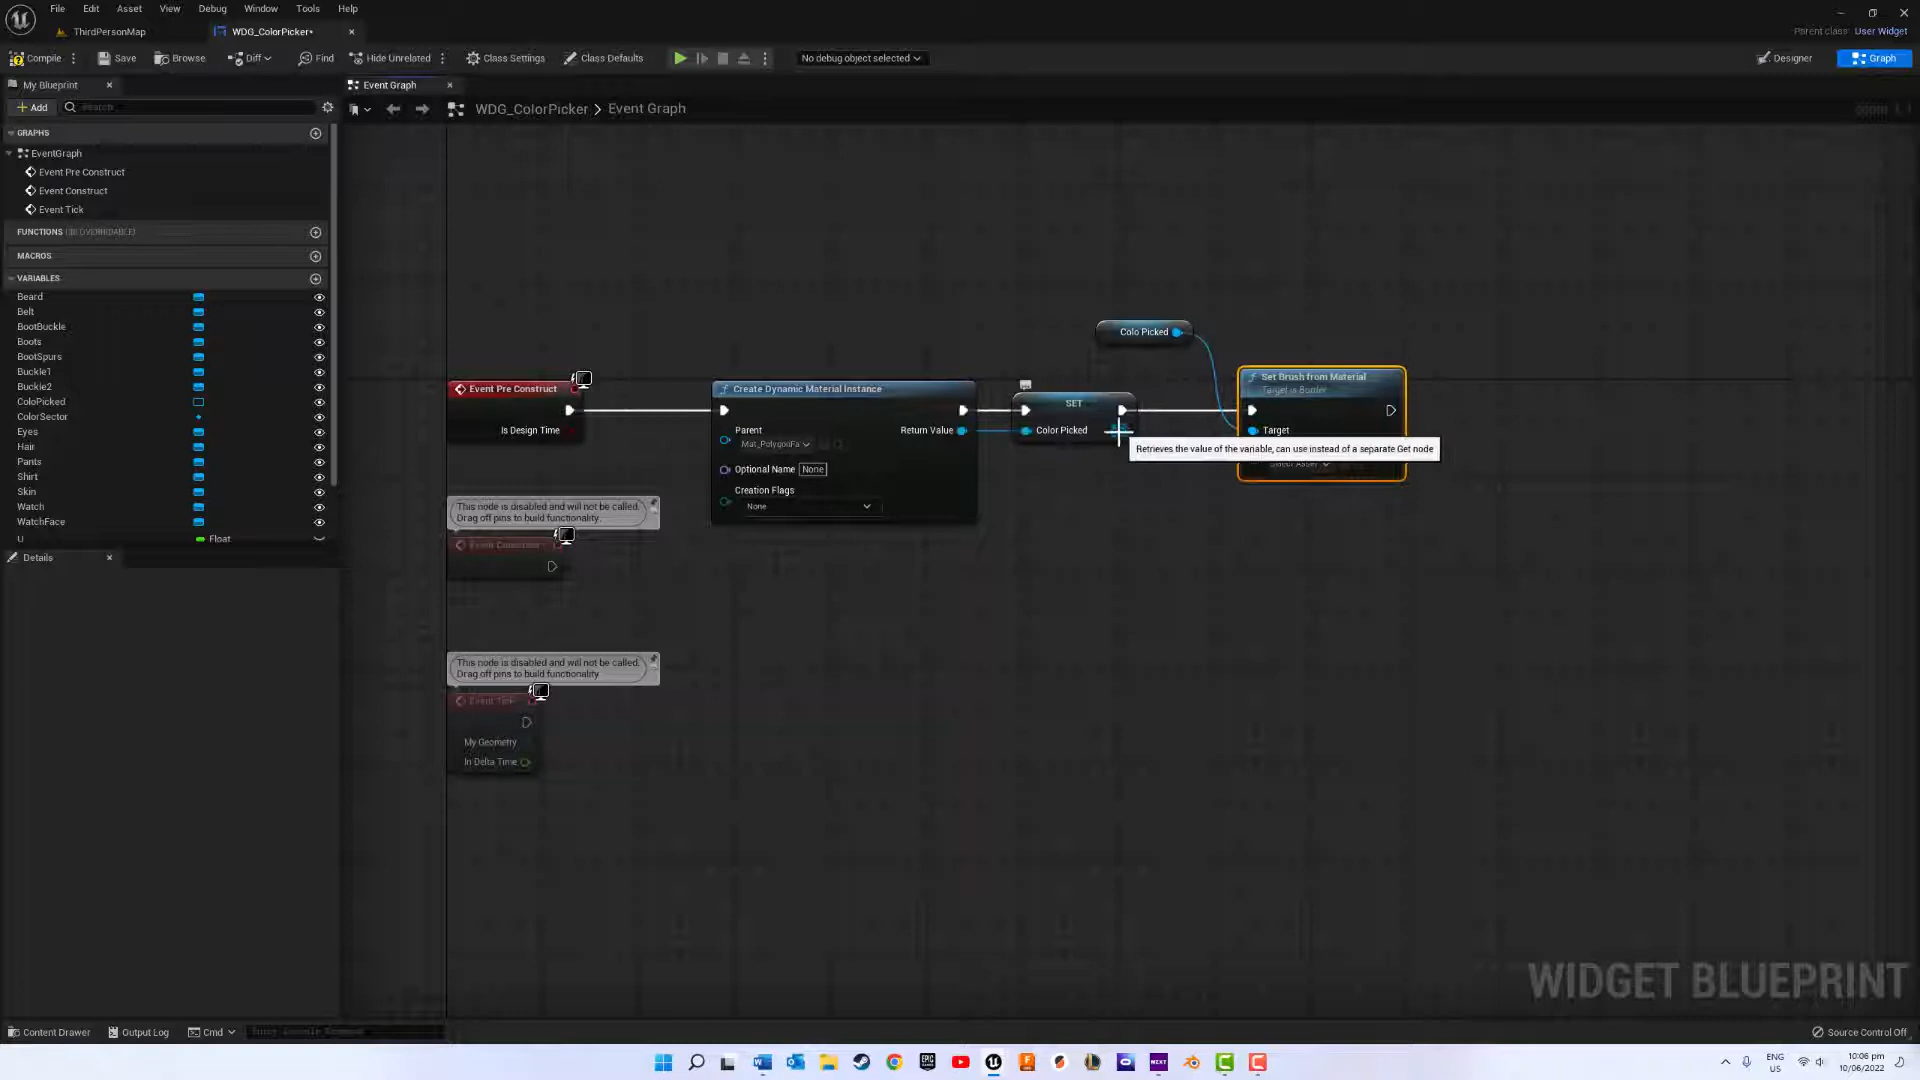 File Edit Asset View Debug Window Tools Help
ThirdPersonMap
WDG_ColorPicker•
Parent class: User Widget
Compile
Save
Browse
Diff
Find
Hide Unrelated
Class Settings
Class Defaults
No debug object selected
Designer
Graph
My Blueprint
Event Graph
Add
Search
WDG_ColorPicker > Event Graph
GRAPHS
EventGraph
Event Pre Construct
Event Construct
Event Tick
FUNCTIONS
MACROS
VARIABLES
Beard
Belt
BootBuckle
Boots
BootSpurs
Buckle1
Buckle2
ColoPicked
ColorSector
Eyes
Hair
Pants
Shirt
Skin
Watch
WatchFace
Float
Details
Event Pre Construct
Is Design Time
Create Dynamic Material Instance
Parent
Mat_PolygonFa
Return Value
Optional Name None
Creation Flags
None
SET
Color Picked
Colo Picked
Set Brush from Material
Target is Border
Target
Select Asset
Retrieves the value of the variable, can use instead of a separate Get node
This node is disabled and will not be called.
Drag off pins to build functionality.
Event Construct
This node is disabled and will not be called.
Drag off pins to build functionality.
Event Tick
My Geometry
In Delta Time
WIDGET BLUEPRINT
Content Drawer
Output Log
Cmd
Source Control Off
ENG
US
10:06 pm
10/06/2022